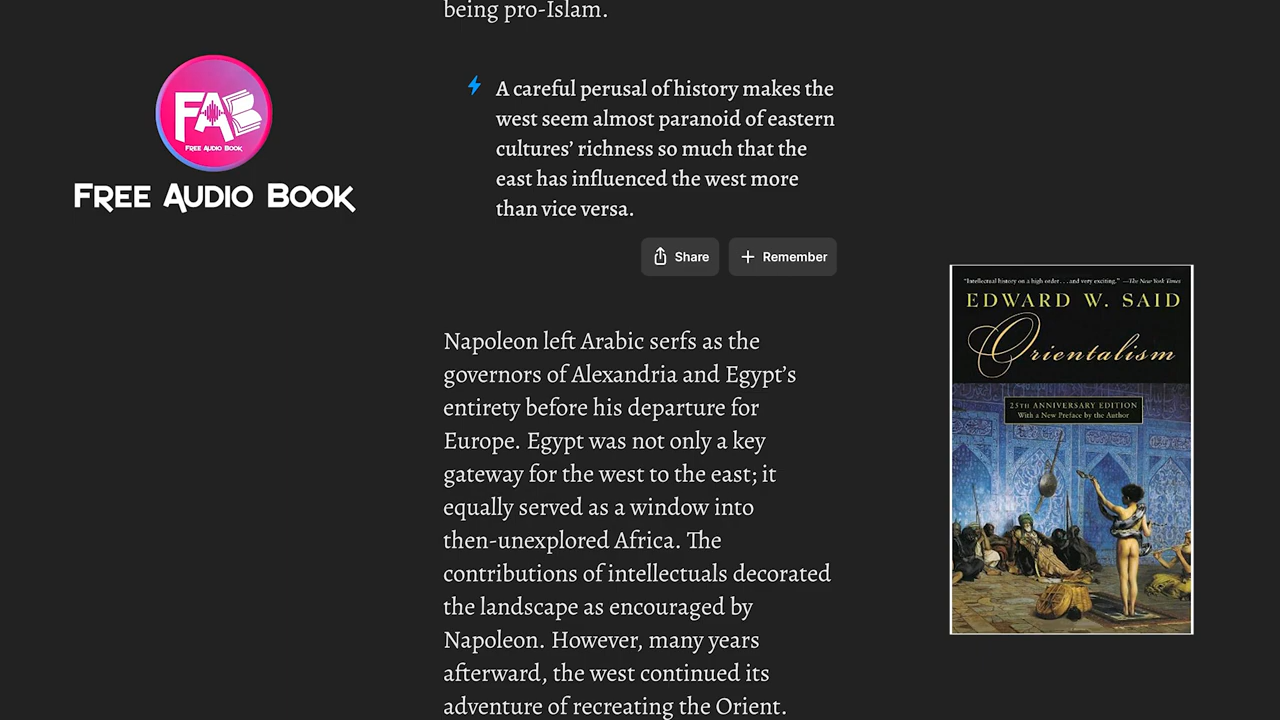 being pro-Islam.
FAB
FREE AUDIO BOOK
FREE AUDIO BOOK
A careful perusal of history makes the
west seem almost paranoid of eastern
cultures’ richness so much that the
east has influenced the west more
than vice versa.
Share
Remember
Napoleon left Arabic serfs as the
governors of Alexandria and Egypt’s
entirety before his departure for
Europe. Egypt was not only a key
gateway for the west to the east; it
equally served as a window into
then-unexplored Africa. The
contributions of intellectuals decorated
the landscape as encouraged by
Napoleon. However, many years
afterward, the west continued its
adventure of recreating the Orient.
“Intellectual history on a high order . . . and very exciting.” —The New York Times
EDWARD W. SAID
Orientalism
25TH ANNIVERSARY EDITION
With a New Preface by the Author